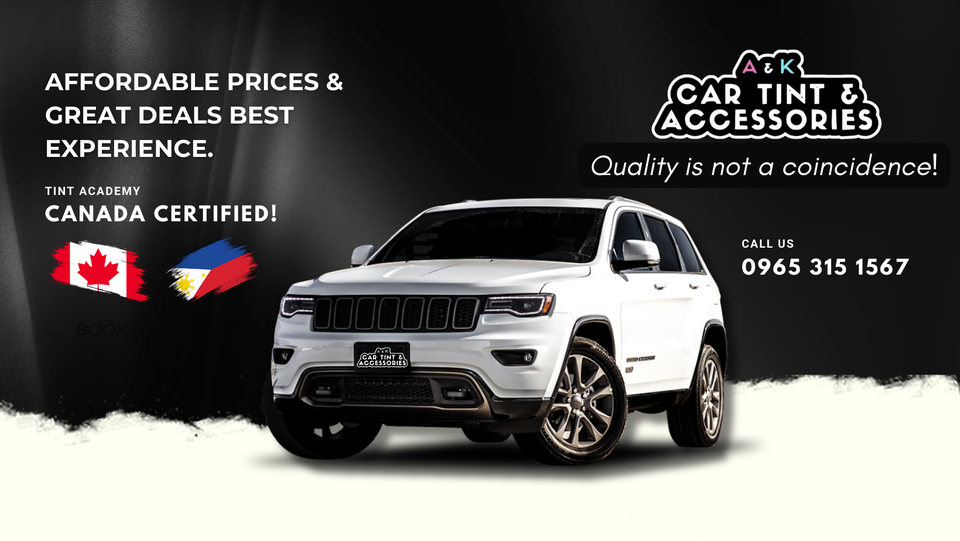 AFFORDABLE PRICES &
GREAT DEALS BEST
EXPERIENCE.
TINT ACADEMY
CANADA CERTIFIED!
BOOK
A & K
CAR TINT &
ACCESSORIES
Quality is not a coincidence!
CALL US
0965 315 1567
A & K
CAR TINT &
ACCESSORIES